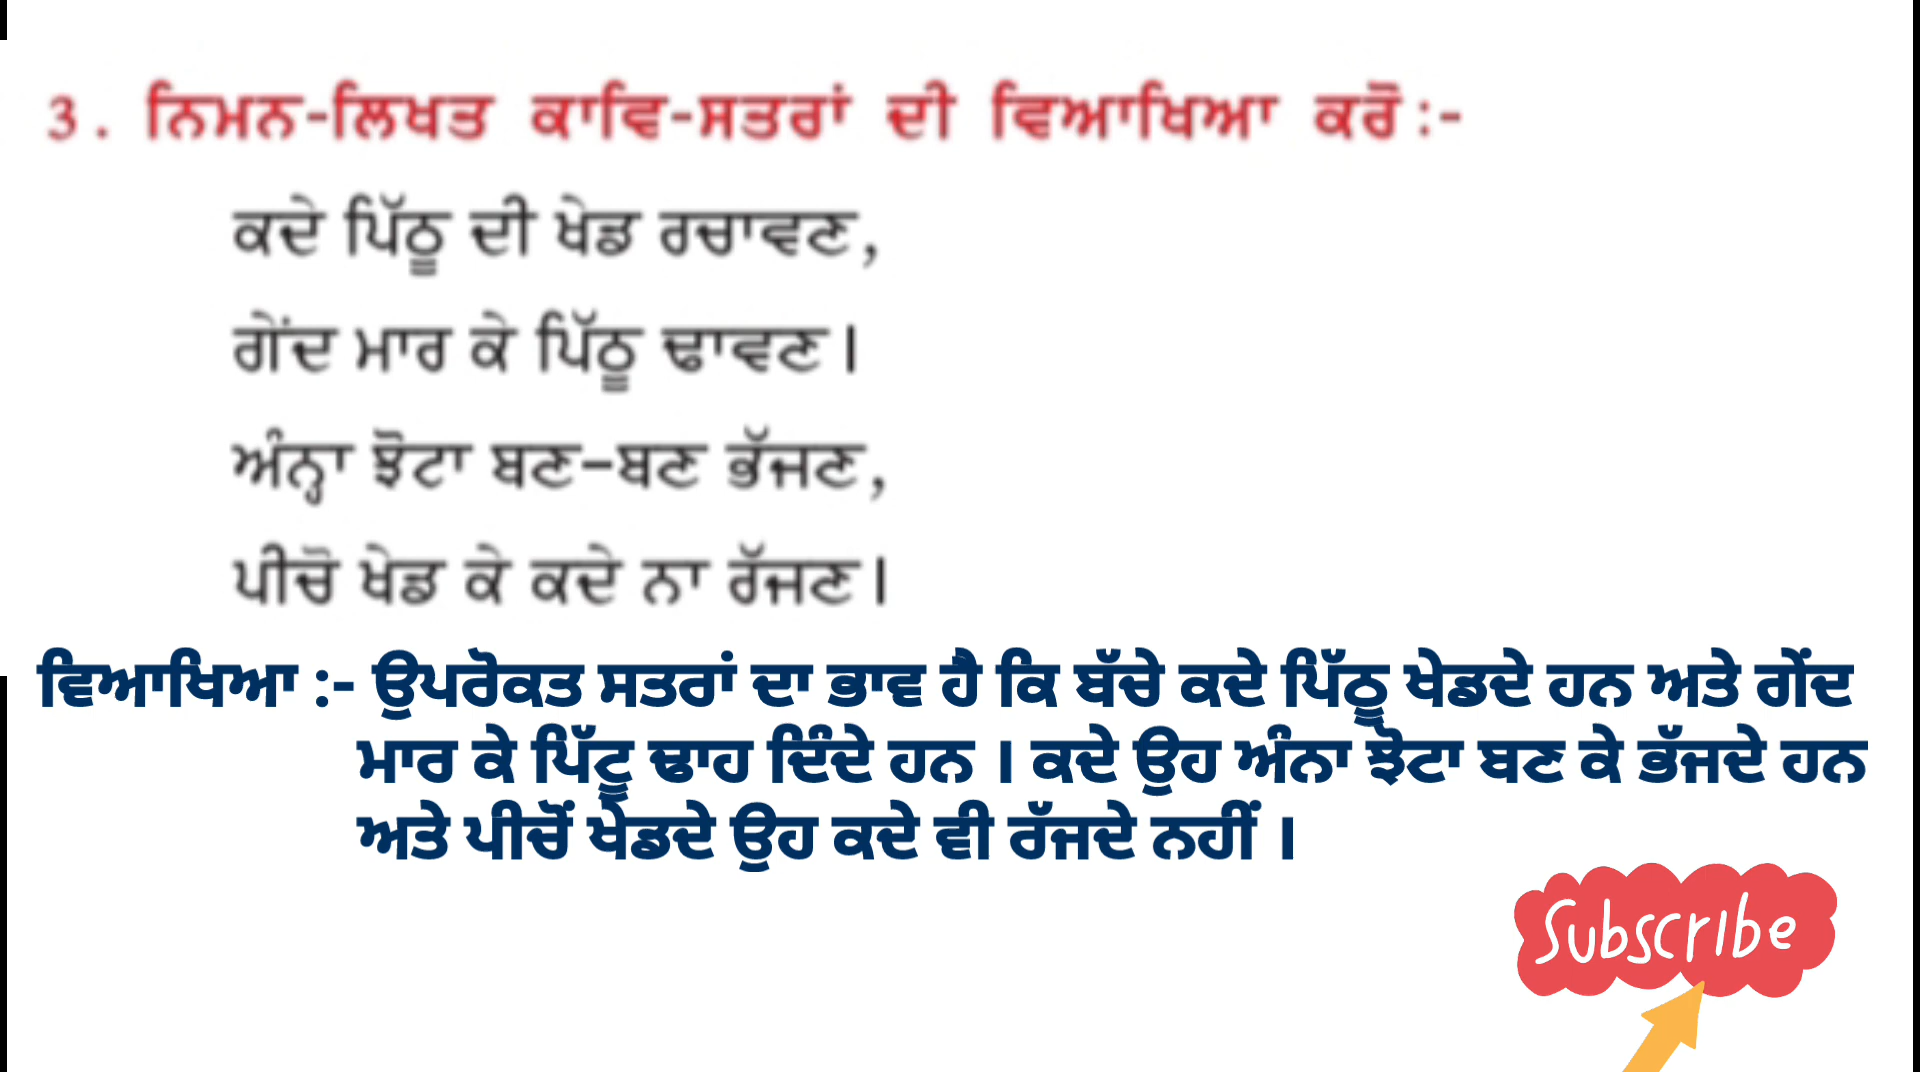 3. ਨਿਮਨ-ਲਿਖਤ ਕਾਵਿ-ਸਤਰਾਂ ਦੀ ਵਿਆਖਿਆ ਕਰੋ:-
ਕਦੇ ਪਿੱਠੂ ਦੀ ਖੇਡ ਰਚਾਵਣ,
ਗੇਂਦ ਮਾਰ ਕੇ ਪਿੱਠੂ ਢਾਵਣ।
ਅੰਨ੍ਹਾ ਝੋਟਾ ਬਣ-ਬਣ ਭੱਜਣ,
ਪੀਚੋ ਖੇਡ ਕੇ ਕਦੇ ਨਾ ਰੱਜਣ।
ਵਿਆਖਿਆ :- ਉਪਰੋਕਤ ਸਤਰਾਂ ਦਾ ਭਾਵ ਹੈ ਕਿ ਬੱਚੇ ਕਦੇ ਪਿੱਠੂ ਖੇਡਦੇ ਹਨ ਅਤੇ ਗੇਂਦ
ਮਾਰ ਕੇ ਪਿੱਟੂ ਢਾਹ ਦਿੰਦੇ ਹਨ । ਕਦੇ ਉਹ ਅੰਨਾ ਝੋਟਾ ਬਣ ਕੇ ਭੱਜਦੇ ਹਨ
ਅਤੇ ਪੀਚੋਂ ਖੇਡਦੇ ਉਹ ਕਦੇ ਵੀ ਰੱਜਦੇ ਨਹੀਂ ।
Subscribe